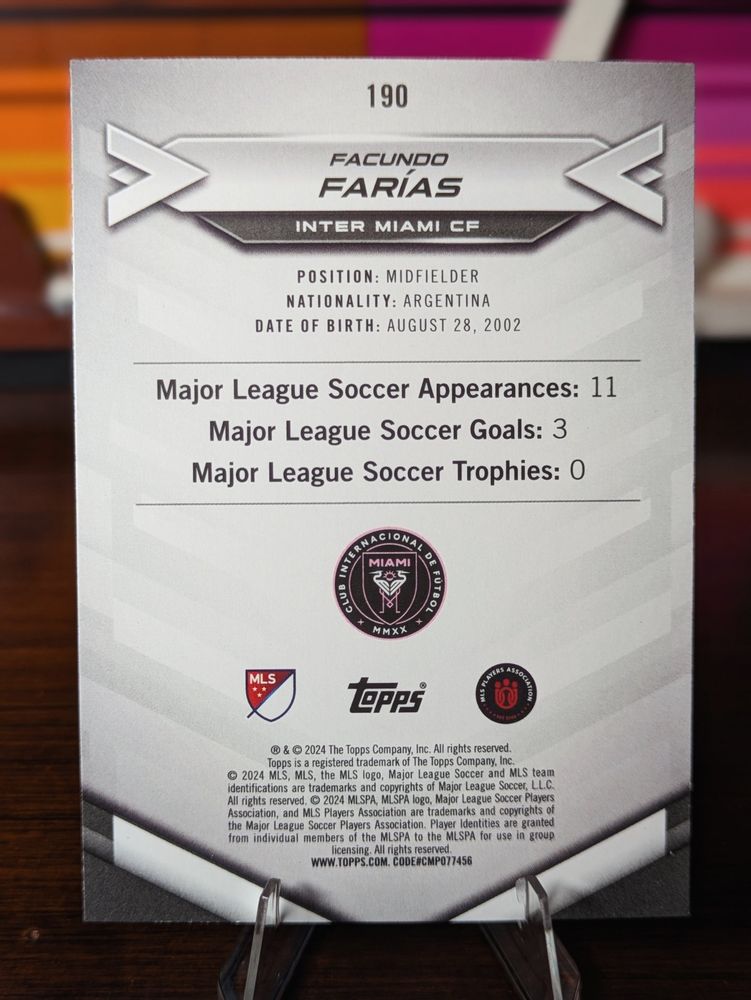 190
FACUNDO
FARÍAS
INTER MIAMI CF
POSITION: MIDFIELDER
NATIONALITY: ARGENTINA
DATE OF BIRTH: AUGUST 28, 2002
Major League Soccer Appearances: 11
Major League Soccer Goals: 3
Major League Soccer Trophies: 0
CLUB INTERNACIONAL DE FÚTBOL
MIAMI
MMXX
MLS
Topps®
MLS PLAYERS ASSOCIATION
® & © 2024 The Topps Company, Inc. All rights reserved.
Topps is a registered trademark of The Topps Company, Inc.
© 2024 MLS, MLS, the MLS logo, Major League Soccer and MLS team
identifications are trademarks and copyrights of Major League Soccer, L.L.C.
All rights reserved. © 2024 MLSPA, MLSPA logo, Major League Soccer Players
Association, and MLS Players Association are trademarks and copyrights of
the Major League Soccer Players Association. Player Identities are granted
from individual members of the MLSPA to the MLSPA for use in group
licensing. All rights reserved.
WWW.TOPPS.COM. CODE#CMP077456